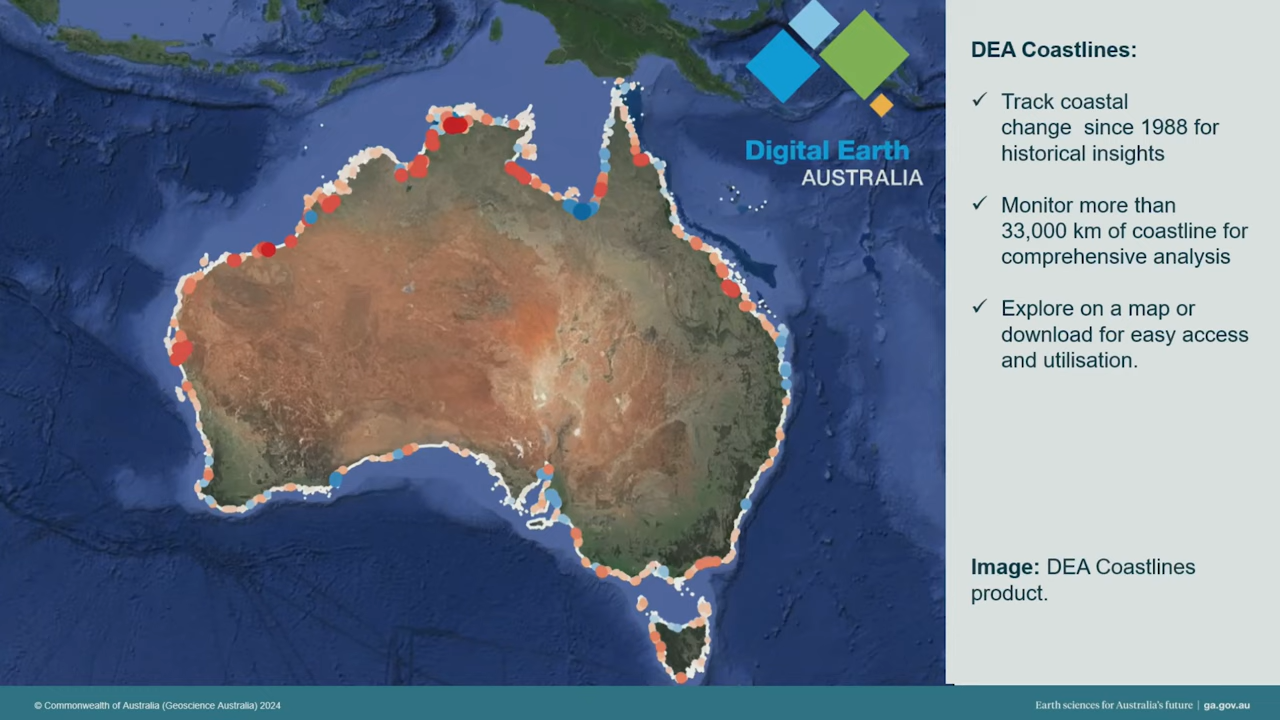 Digital Earth
AUSTRALIA
DEA Coastlines:
✓ Track coastal
change since 1988 for
historical insights
✓ Monitor more than
33,000 km of coastline for
comprehensive analysis
✓ Explore on a map or
download for easy access
and utilisation.
Image: DEA Coastlines
product.
© Commonwealth of Australia (Geoscience Australia) 2024
Earth sciences for Australia's future | ga.gov.au